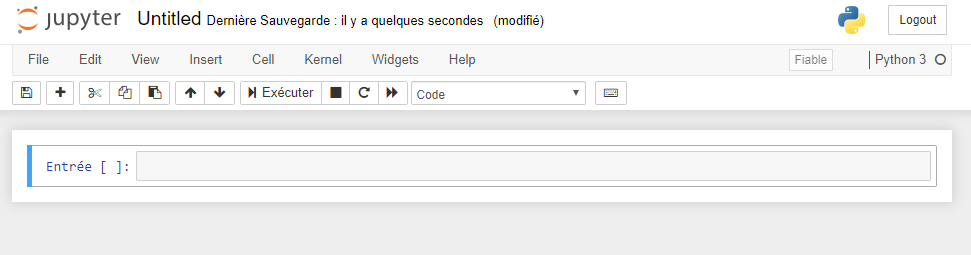 jupyter Untitled Dernière Sauvegarde : il y a quelques secondes (modifié) Logout
File Edit View Insert Cell Kernel Widgets Help Fiable Python 3
Exécuter Code
Entrée [ ]: